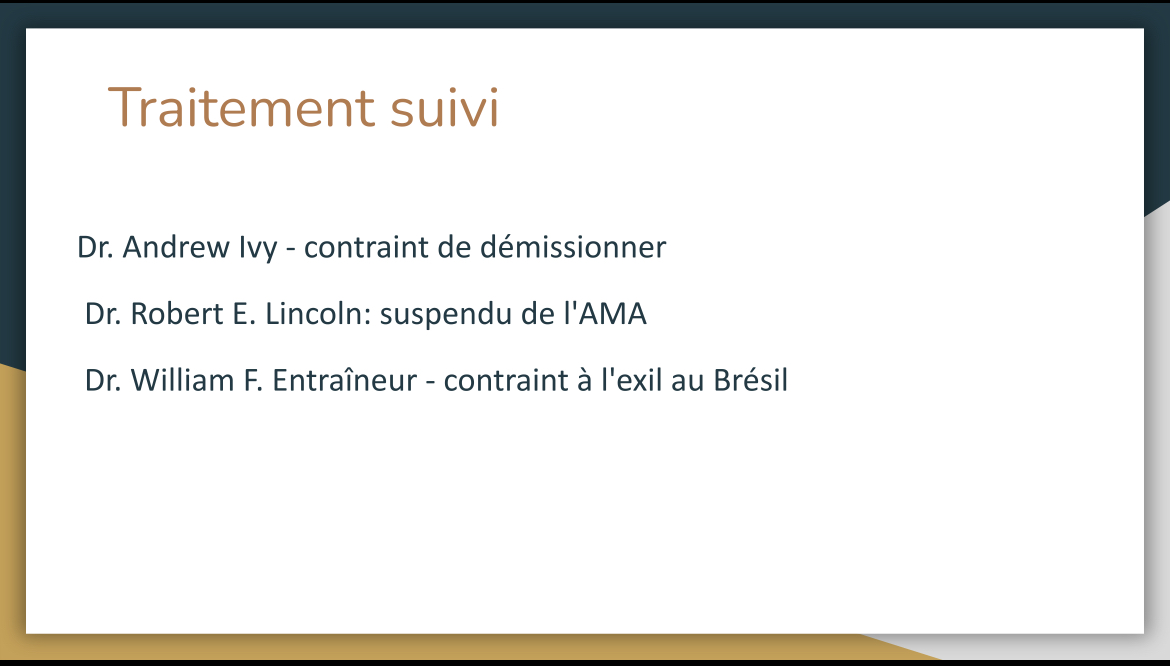 Traitement suivi
Dr. Andrew Ivy - contraint de démissionner
Dr. Robert E. Lincoln: suspendu de l'AMA
Dr. William F. Entraîneur - contraint à l'exil au Brésil